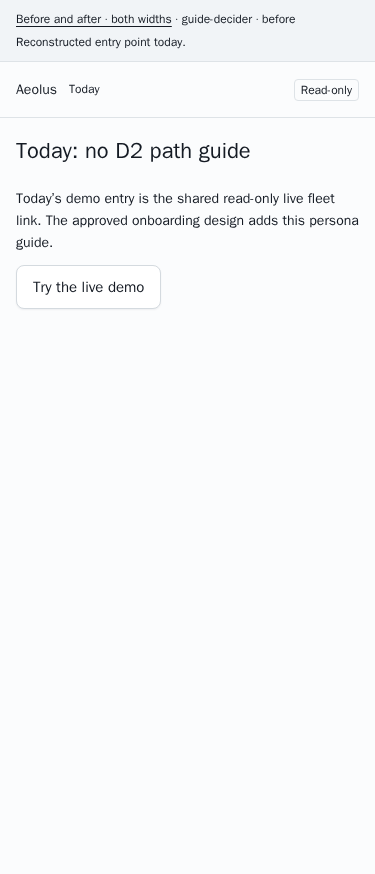 Before and after · both widths · guide-decider · before
Reconstructed entry point today.
Aeolus Today Read-only
Today: no D2 path guide
Today's demo entry is the shared read-only live fleet
link. The approved onboarding design adds this persona
guide.
Try the live demo